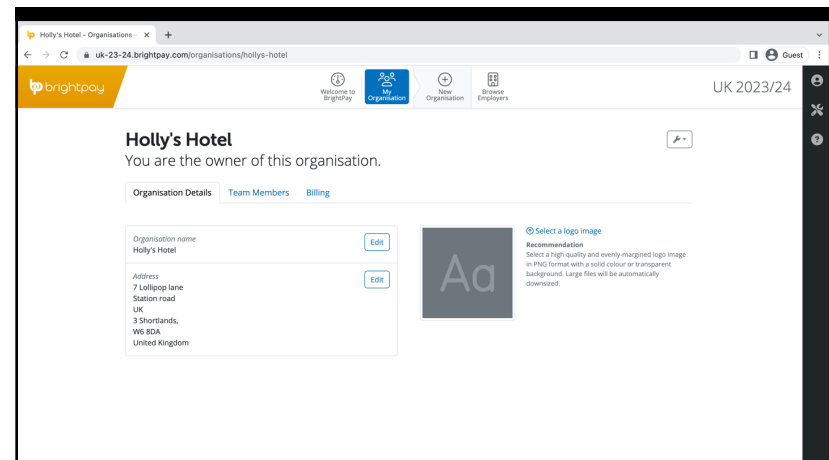 Holly's Hotel - Organisations -
uk-23-24.brightpay.com/organisations/hollys-hotel
Guest
brightpay
Welcome to
BrightPay
My
Organisation
New
Organisation
Browse
Employers
UK 2023/24
Holly's Hotel
You are the owner of this organisation.
Organisation Details
Team Members
Billing
Organisation name
Holly's Hotel
Edit
Address
7 Lollipop lane
Station road
UK
3 Shortlands,
W6 8DA
United Kingdom
Edit
Aa
Select a logo image
Recommendation
Select a high quality and evenly-margined logo image
in PNG format with a solid colour or transparent
background. Large files will be automatically
downsized.